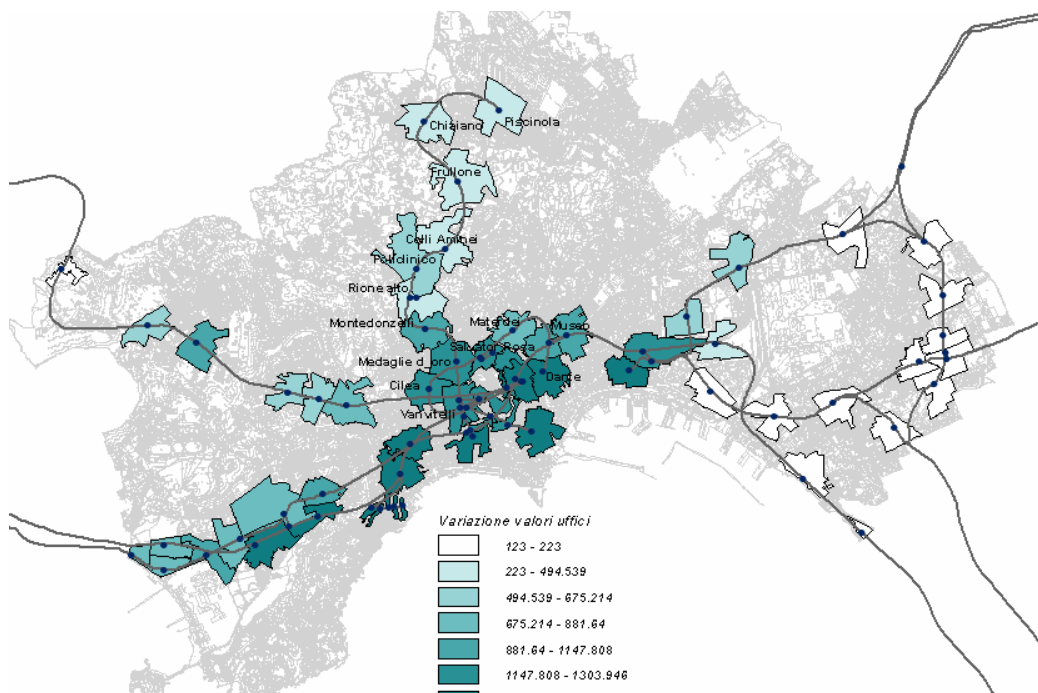 Piscinola
Chiaiano
Frullone
Colli Aminei
Policlinico
Rione alto
Montedonzelli
Materdei
Museo
Salvator Rosa
Medaglie d oro
Dante
Cilea
Vanvitelli
Variazione valori uffici
123 - 223
223 - 494.539
494.539 - 675.214
675.214 - 881.64
881.64 - 1147.808
1147.808 - 1303.946